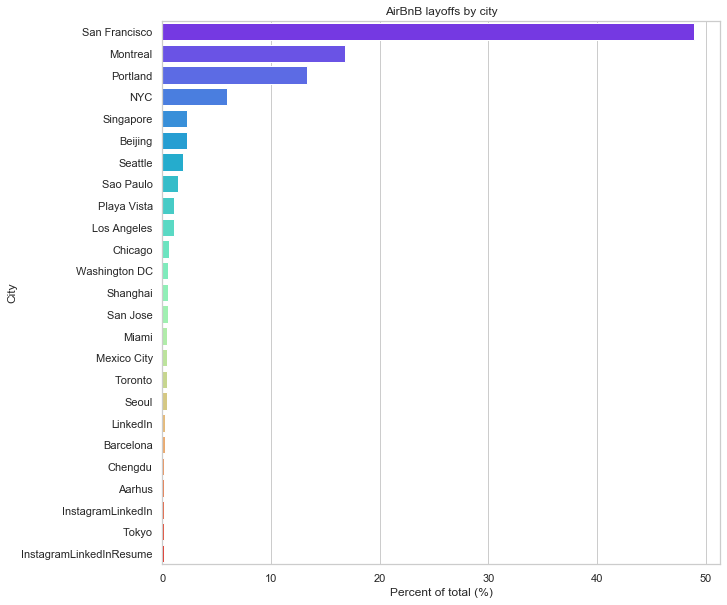 AirBnB layoffs by city
San Francisco
Montreal
Portland
NYC
Singapore
Beijing
Seattle
Sao Paulo
Playa Vista
Los Angeles
Chicago
Washington DC
Shanghai
San Jose
Miami
Mexico City
Toronto
Seoul
LinkedIn
Barcelona
Chengdu
Aarhus
InstagramLinkedIn
Tokyo
InstagramLinkedInResume
City
0 10 20 30 40 50
Percent of total (%)